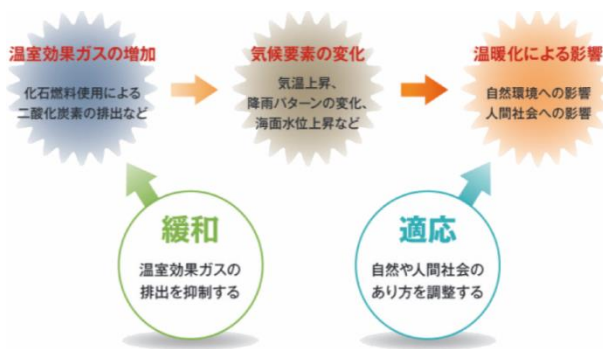 温室効果ガスの増加
化石燃料使用による
二酸化炭素の排出など
気候要素の変化
気温上昇、
降雨パターンの変化、
海面水位上昇など
温暖化による影響
自然環境への影響
人間社会への影響
緩和
温室効果ガスの
排出を抑制する
適応
自然や人間社会の
あり方を調整する